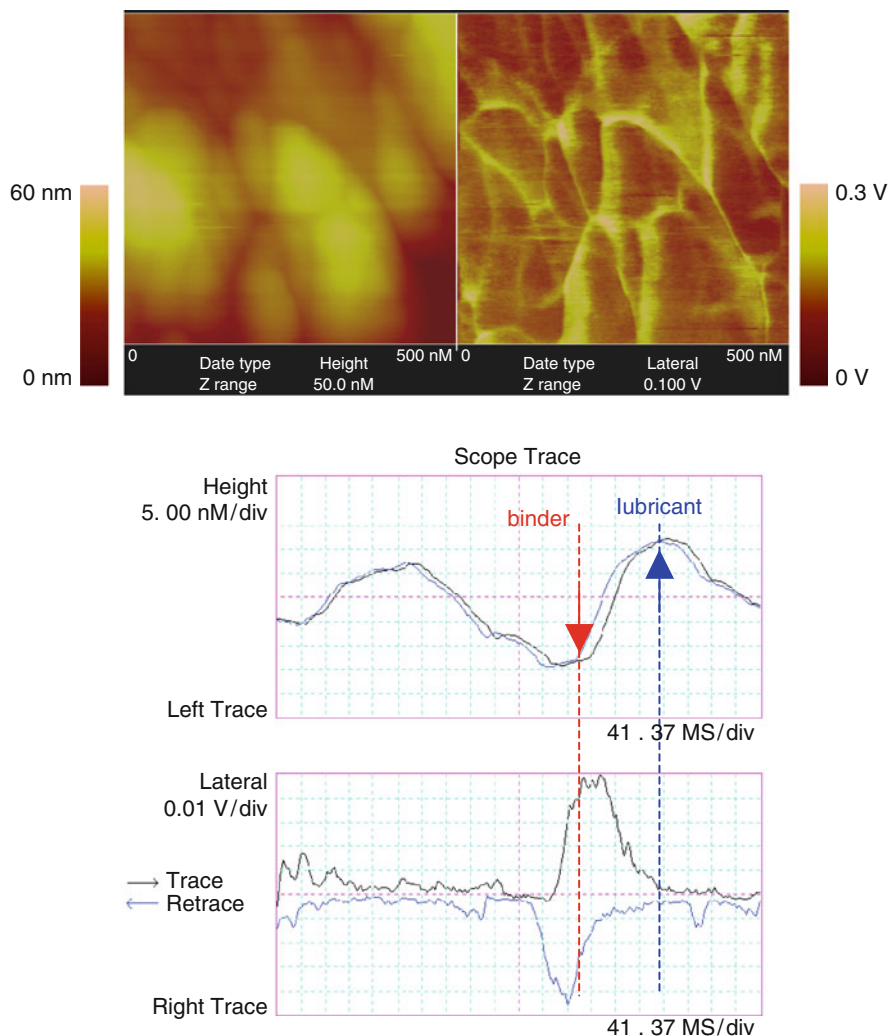 60 nm
0 nm
0.3 V
0 V
0 500 nM 0 500 nM
Date type Height Date type Lateral
Z range 50.0 nM Z range 0.100 V
Scope Trace
Height
5. 00 nM/div
binder
lubricant
Left Trace
41 . 37 MS/div
Lateral
0.01 V/div
Trace
Retrace
Right Trace
41 . 37 MS/div